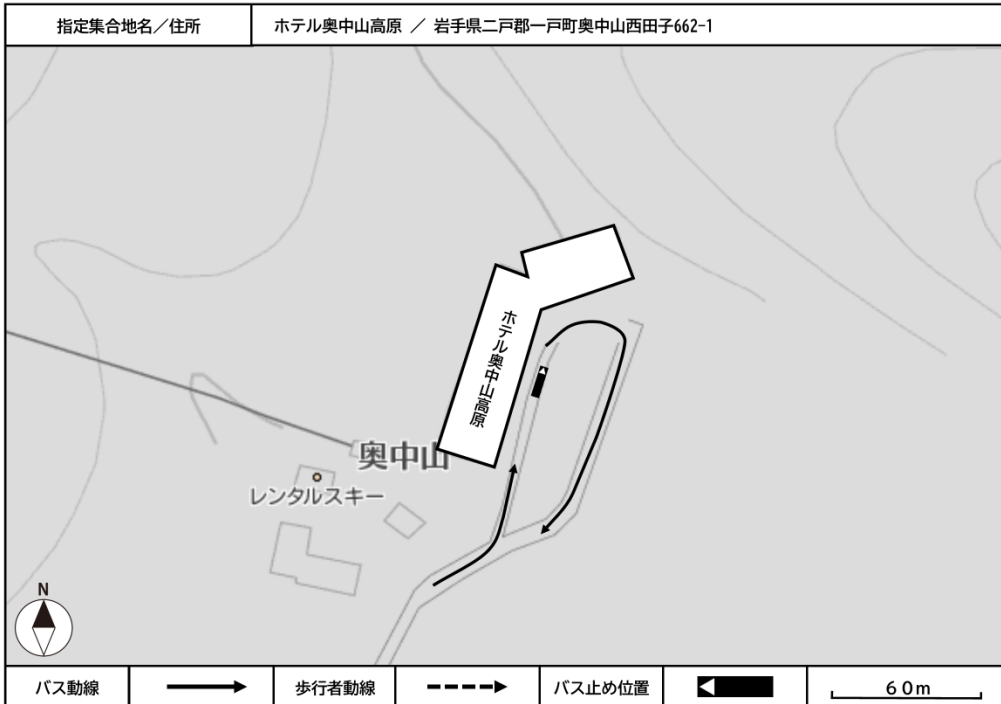 指定集合地名／住所
ホテル奥中山高原 ／ 岩手県二戸郡一戸町奥中山西田子662-1
ホテル奥中山高原
奥中山
レンタルスキー
N
バス動線
歩行者動線
バス止め位置
60m